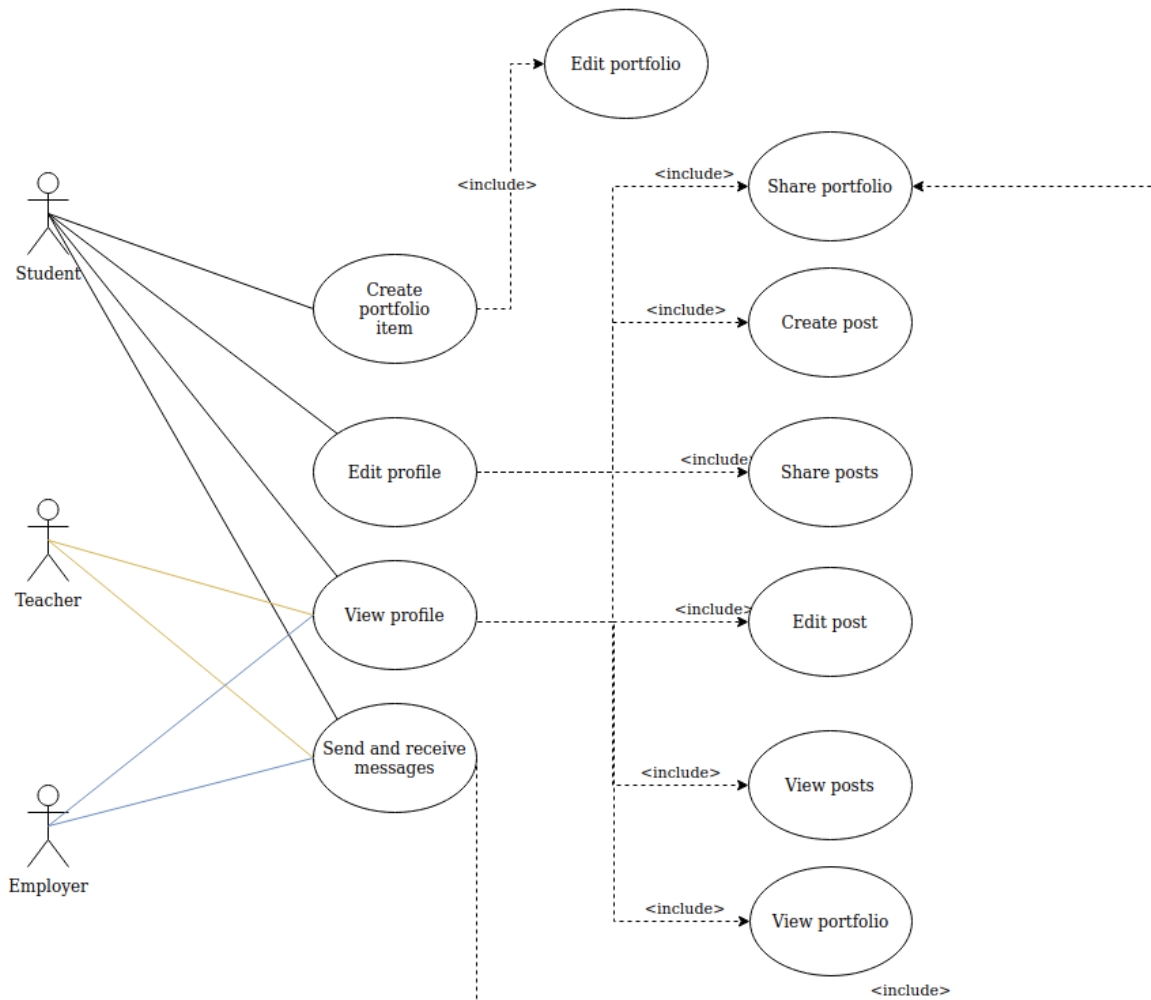 Edit portfolio
<include>
Share portfolio
<include>
Student
Create
portfolio
item
<include>
Create post
Edit profile
<include>
Share posts
Teacher
View profile
<include>
Edit post
Send and receive
messages
<include>
View posts
Employer
<include>
View portfolio
<include>